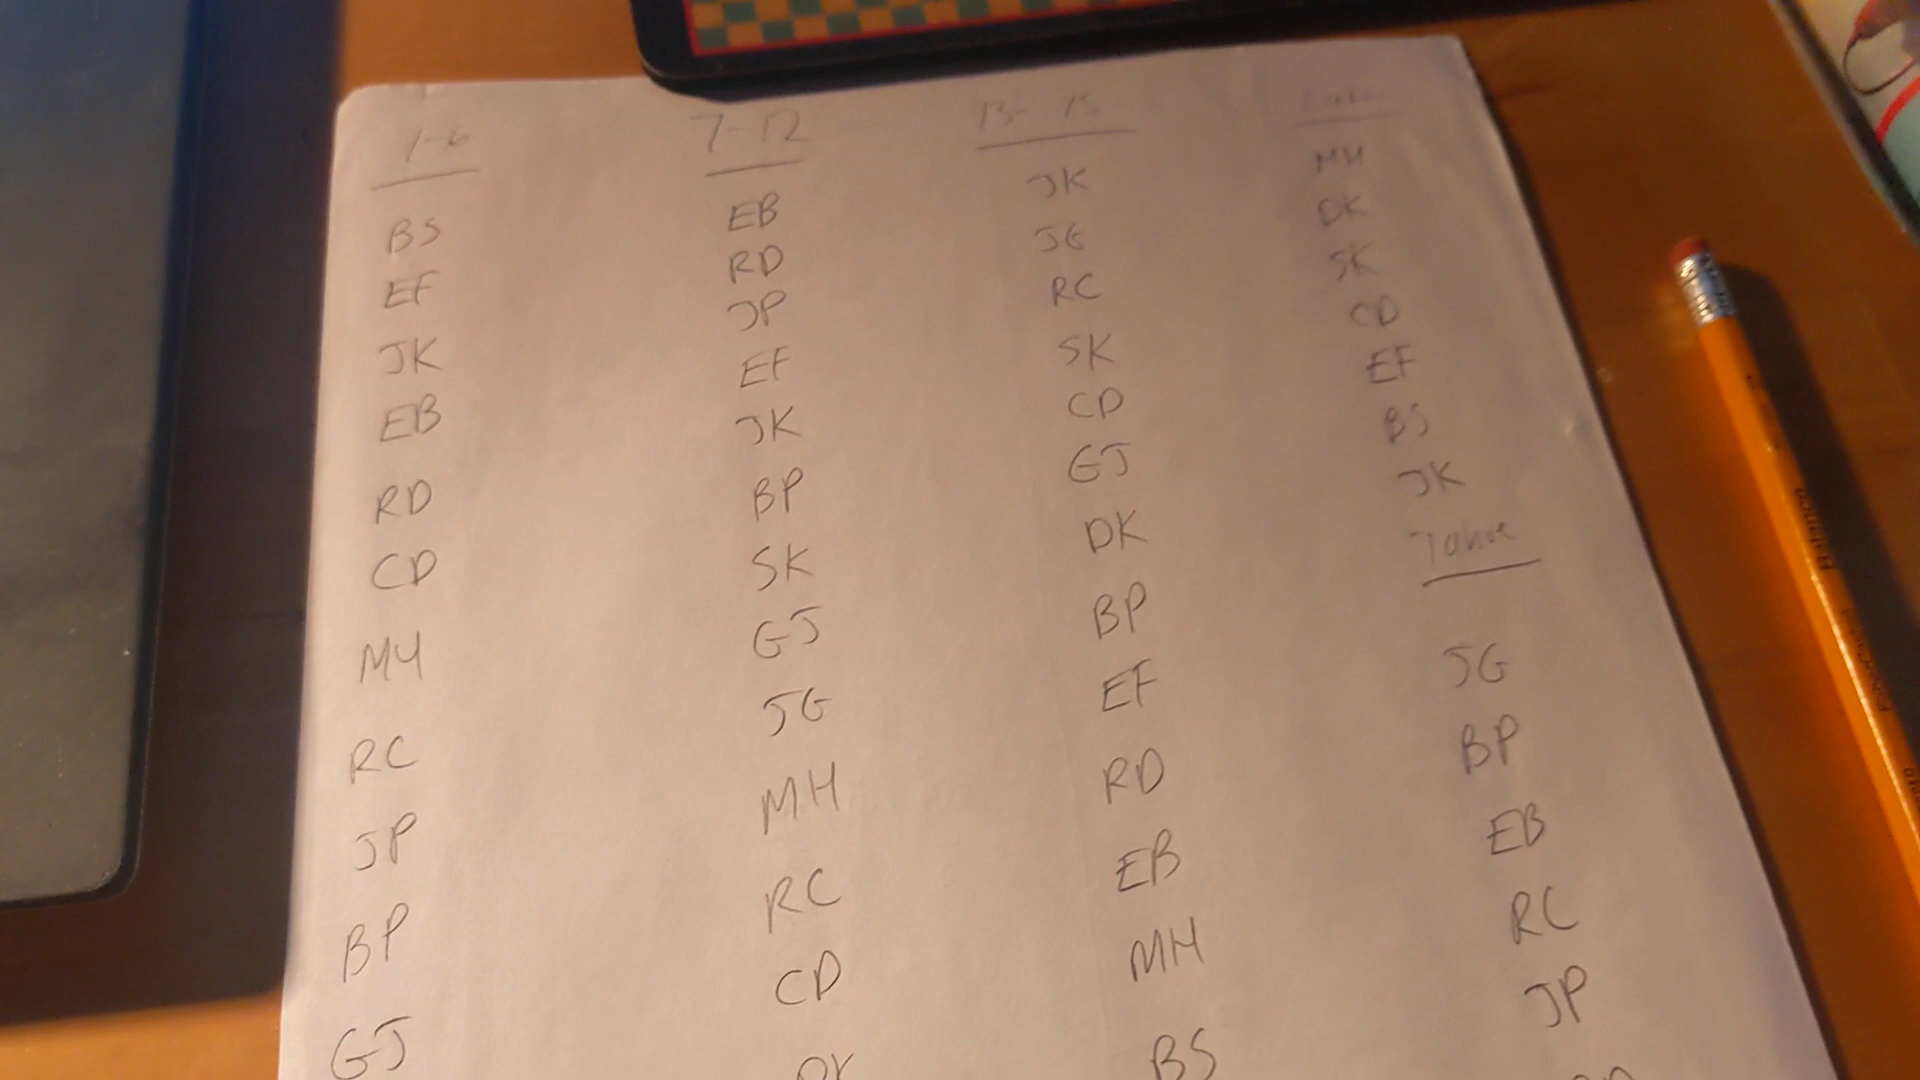 1-6
BS
EF
JK
EB
RD
CD
MH
RC
JP
BP
GJ
7-12
EB
RD
JP
EF
JK
BP
SK
GJ
JG
MH
RC
CD
DK
13-15
JK
JG
RC
SK
CD
GJ
DK
BP
EF
RD
EB
MH
BS
MH
DK
SK
CD
EF
BS
JK
Tahoe
JG
BP
EB
RC
JP